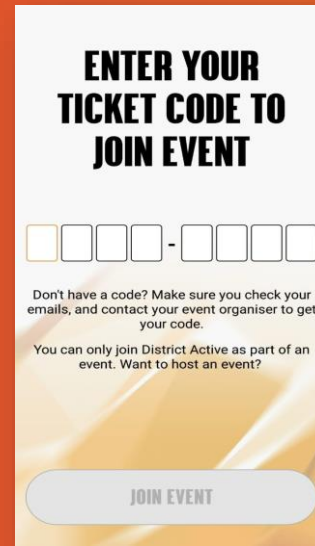 ENTER YOUR
TICKET CODE TO
JOIN EVENT
-
Don't have a code? Make sure you check your
emails, and contact your event organiser to get
your code.
You can only join District Active as part of an
event. Want to host an event?
JOIN EVENT